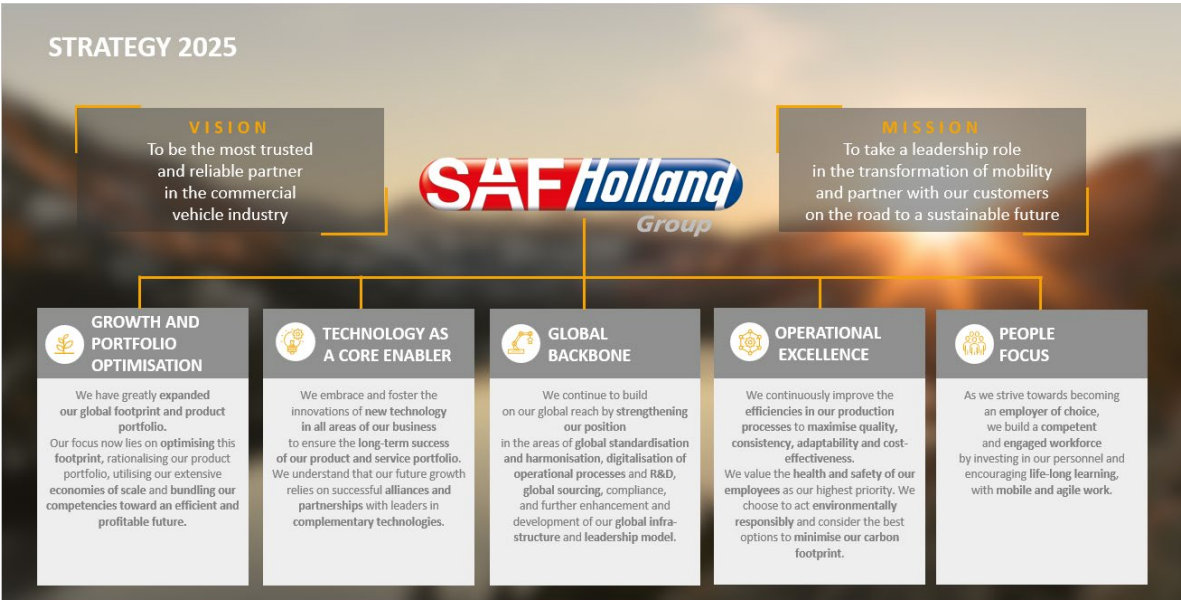 STRATEGY 2025
VISION
To be the most trusted
and reliable partner
in the commercial
vehicle industry
SAF Holland
Group
MISSION
To take a leadership role
in the transformation of mobility
and partner with our customers
on the road to a sustainable future
GROWTH AND
PORTFOLIO
OPTIMISATION
We have greatly expanded
our global footprint and product
portfolio.
Our focus now lies on optimising this
footprint, rationalising our product
portfolio, utilising our extensive
economies of scale and bundling our
competencies toward an efficient and
profitable future.
TECHNOLOGY AS
A CORE ENABLER
We embrace and foster the
innovations of new technology
in all areas of our business
to ensure the long-term success
of our product and service portfolio.
We understand that our future growth
relies on successful alliances and
partnerships with leaders in
complementary technologies.
GLOBAL
BACKBONE
We continue to build
on our global reach by strengthening
our position
in the areas of global standardisation
and harmonisation, digitalisation of
operational processes and R&D,
global sourcing, compliance,
and further enhancement and
development of our global infra-
structure and leadership model.
OPERATIONAL
EXCELLENCE
We continuously improve the
efficiencies in our production
processes to maximise quality,
consistency, adaptability and cost-
effectiveness.
We value the health and safety of our
employees as our highest priority. We
choose to act environmentally
responsibly and consider the best
options to minimise our carbon
footprint.
PEOPLE
FOCUS
As we strive towards becoming
an employer of choice,
we build a competent
and engaged workforce
by investing in our personnel and
encouraging life-long learning,
with mobile and agile work.